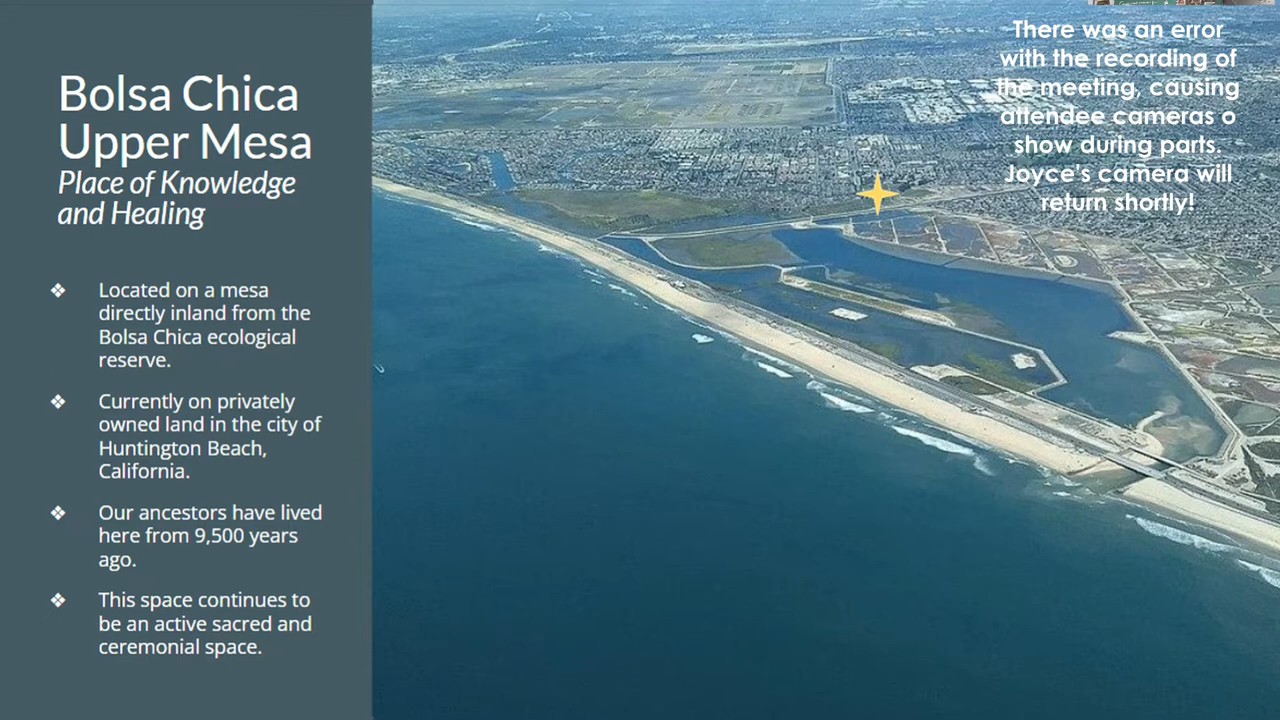 Bolsa Chica
Upper Mesa
Place of Knowledge
and Healing
❖ Located on a mesa
directly inland from the
Bolsa Chica ecological
reserve.
❖ Currently on privately
owned land in the city of
Huntington Beach,
California.
❖ Our ancestors have lived
here from 9,500 years
ago.
❖ This space continues to
be an active sacred and
ceremonial space.
There was an error
with the recording of
the meeting, causing
attendee cameras o
show during parts.
Joyce's camera will
return shortly!